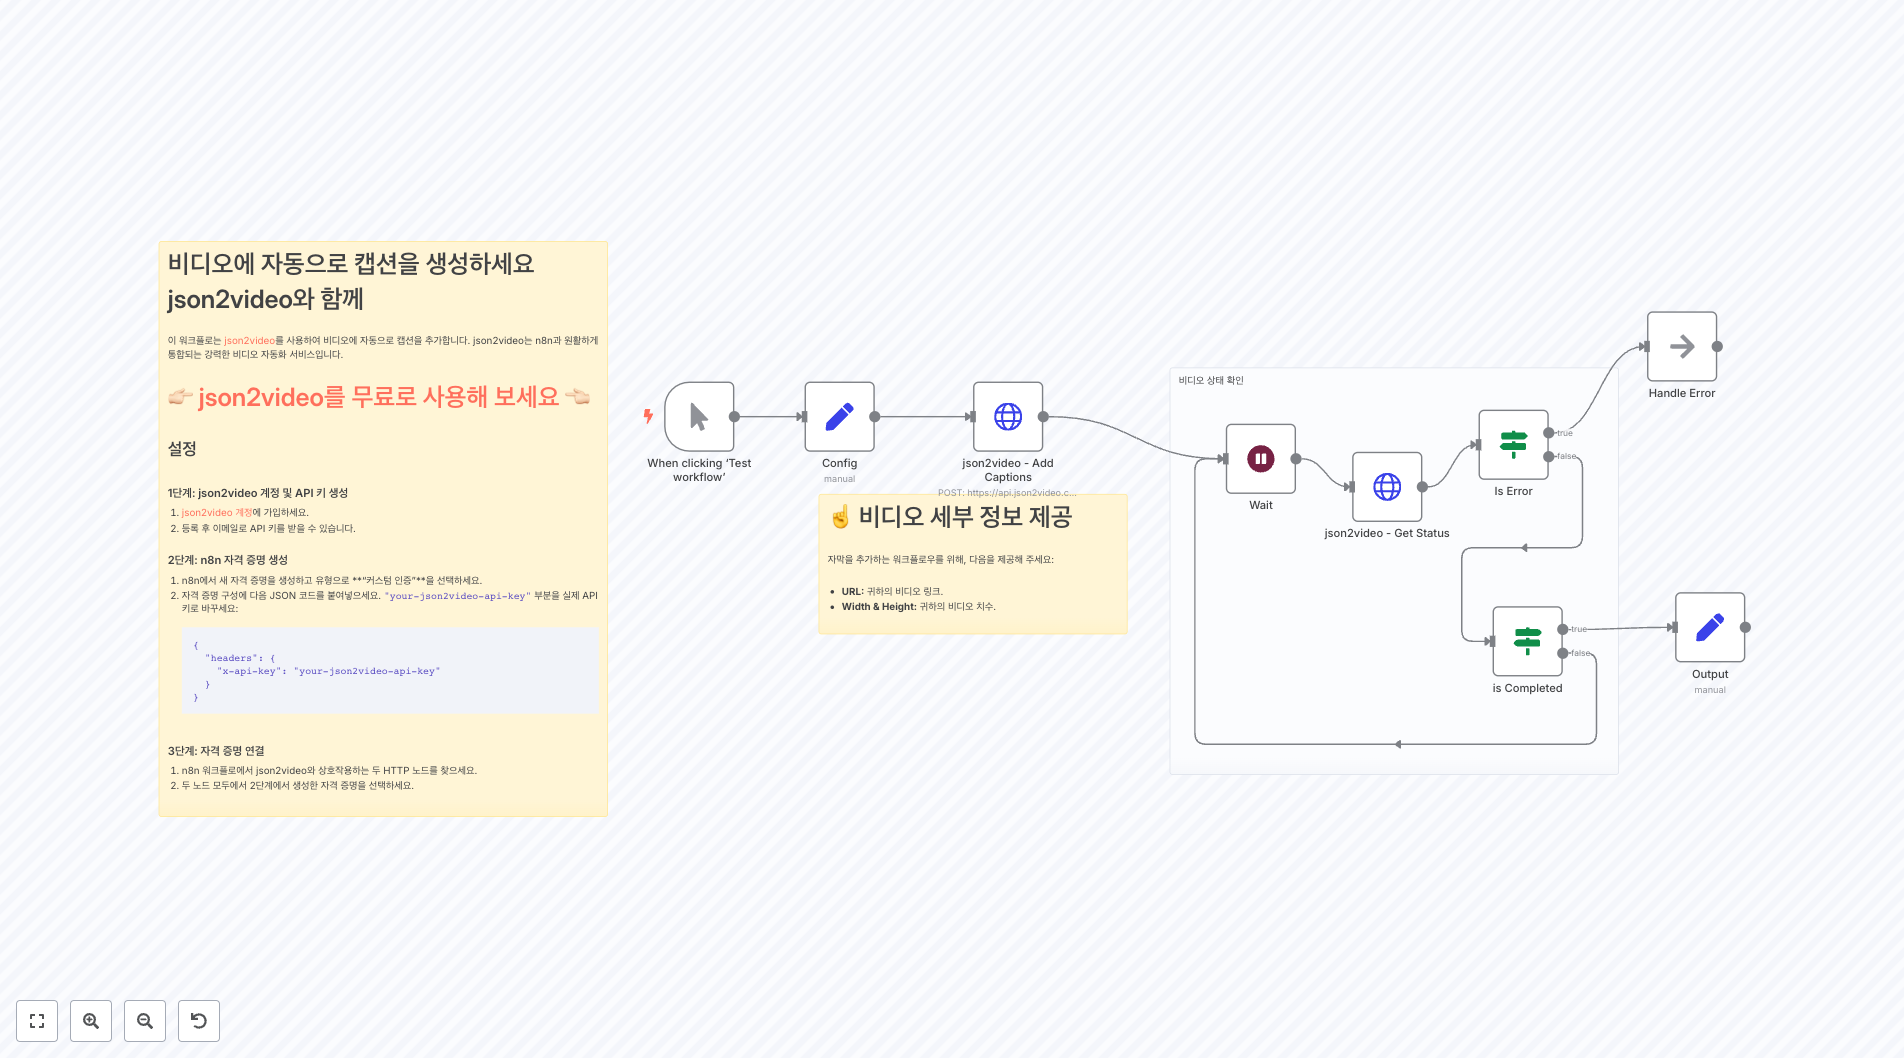 비디오에 자동으로 캡션을 생성하세요
json2video와 함께
이 워크플로는 json2video를 사용하여 비디오에 자동으로 캡션을 추가합니다. json2video는 n8n과 원활하게
통합되는 강력한 비디오 자동화 서비스입니다.
👉🏻 json2video를 무료로 사용해 보세요 👈🏻
설정
1단계: json2video 계정 및 API 키 생성
1. json2video 계정에 가입하세요.
2. 등록 후 이메일로 API 키를 받을 수 있습니다.
2단계: n8n 자격 증명 생성
1. n8n에서 새 자격 증명을 생성하고 유형으로 **"커스텀 인증"**을 선택하세요.
2. 자격 증명 구성에 다음 JSON 코드를 붙여넣으세요. "your-json2video-api-key" 부분을 실제 API
키로 바꾸세요:
{
"headers": {
"x-api-key": "your-json2video-api-key"
}
}
3단계: 자격 증명 연결
1. n8n 워크플로에서 json2video와 상호작용하는 두 HTTP 노드를 찾으세요.
2. 두 노드 모두에서 2단계에서 생성한 자격 증명을 선택하세요.
When clicking ‘Test
workflow’
Config
manual
json2video - Add
Captions
POST: https://api.json2video.c...
☝️ 비디오 세부 정보 제공
자막을 추가하는 워크플로우를 위해, 다음을 제공해 주세요:
• URL: 귀하의 비디오 링크.
• Width & Height: 귀하의 비디오 치수.
비디오 상태 확인
Wait
json2video - Get Status
Is Error
true
false
Handle Error
is Completed
true
false
Output
manual